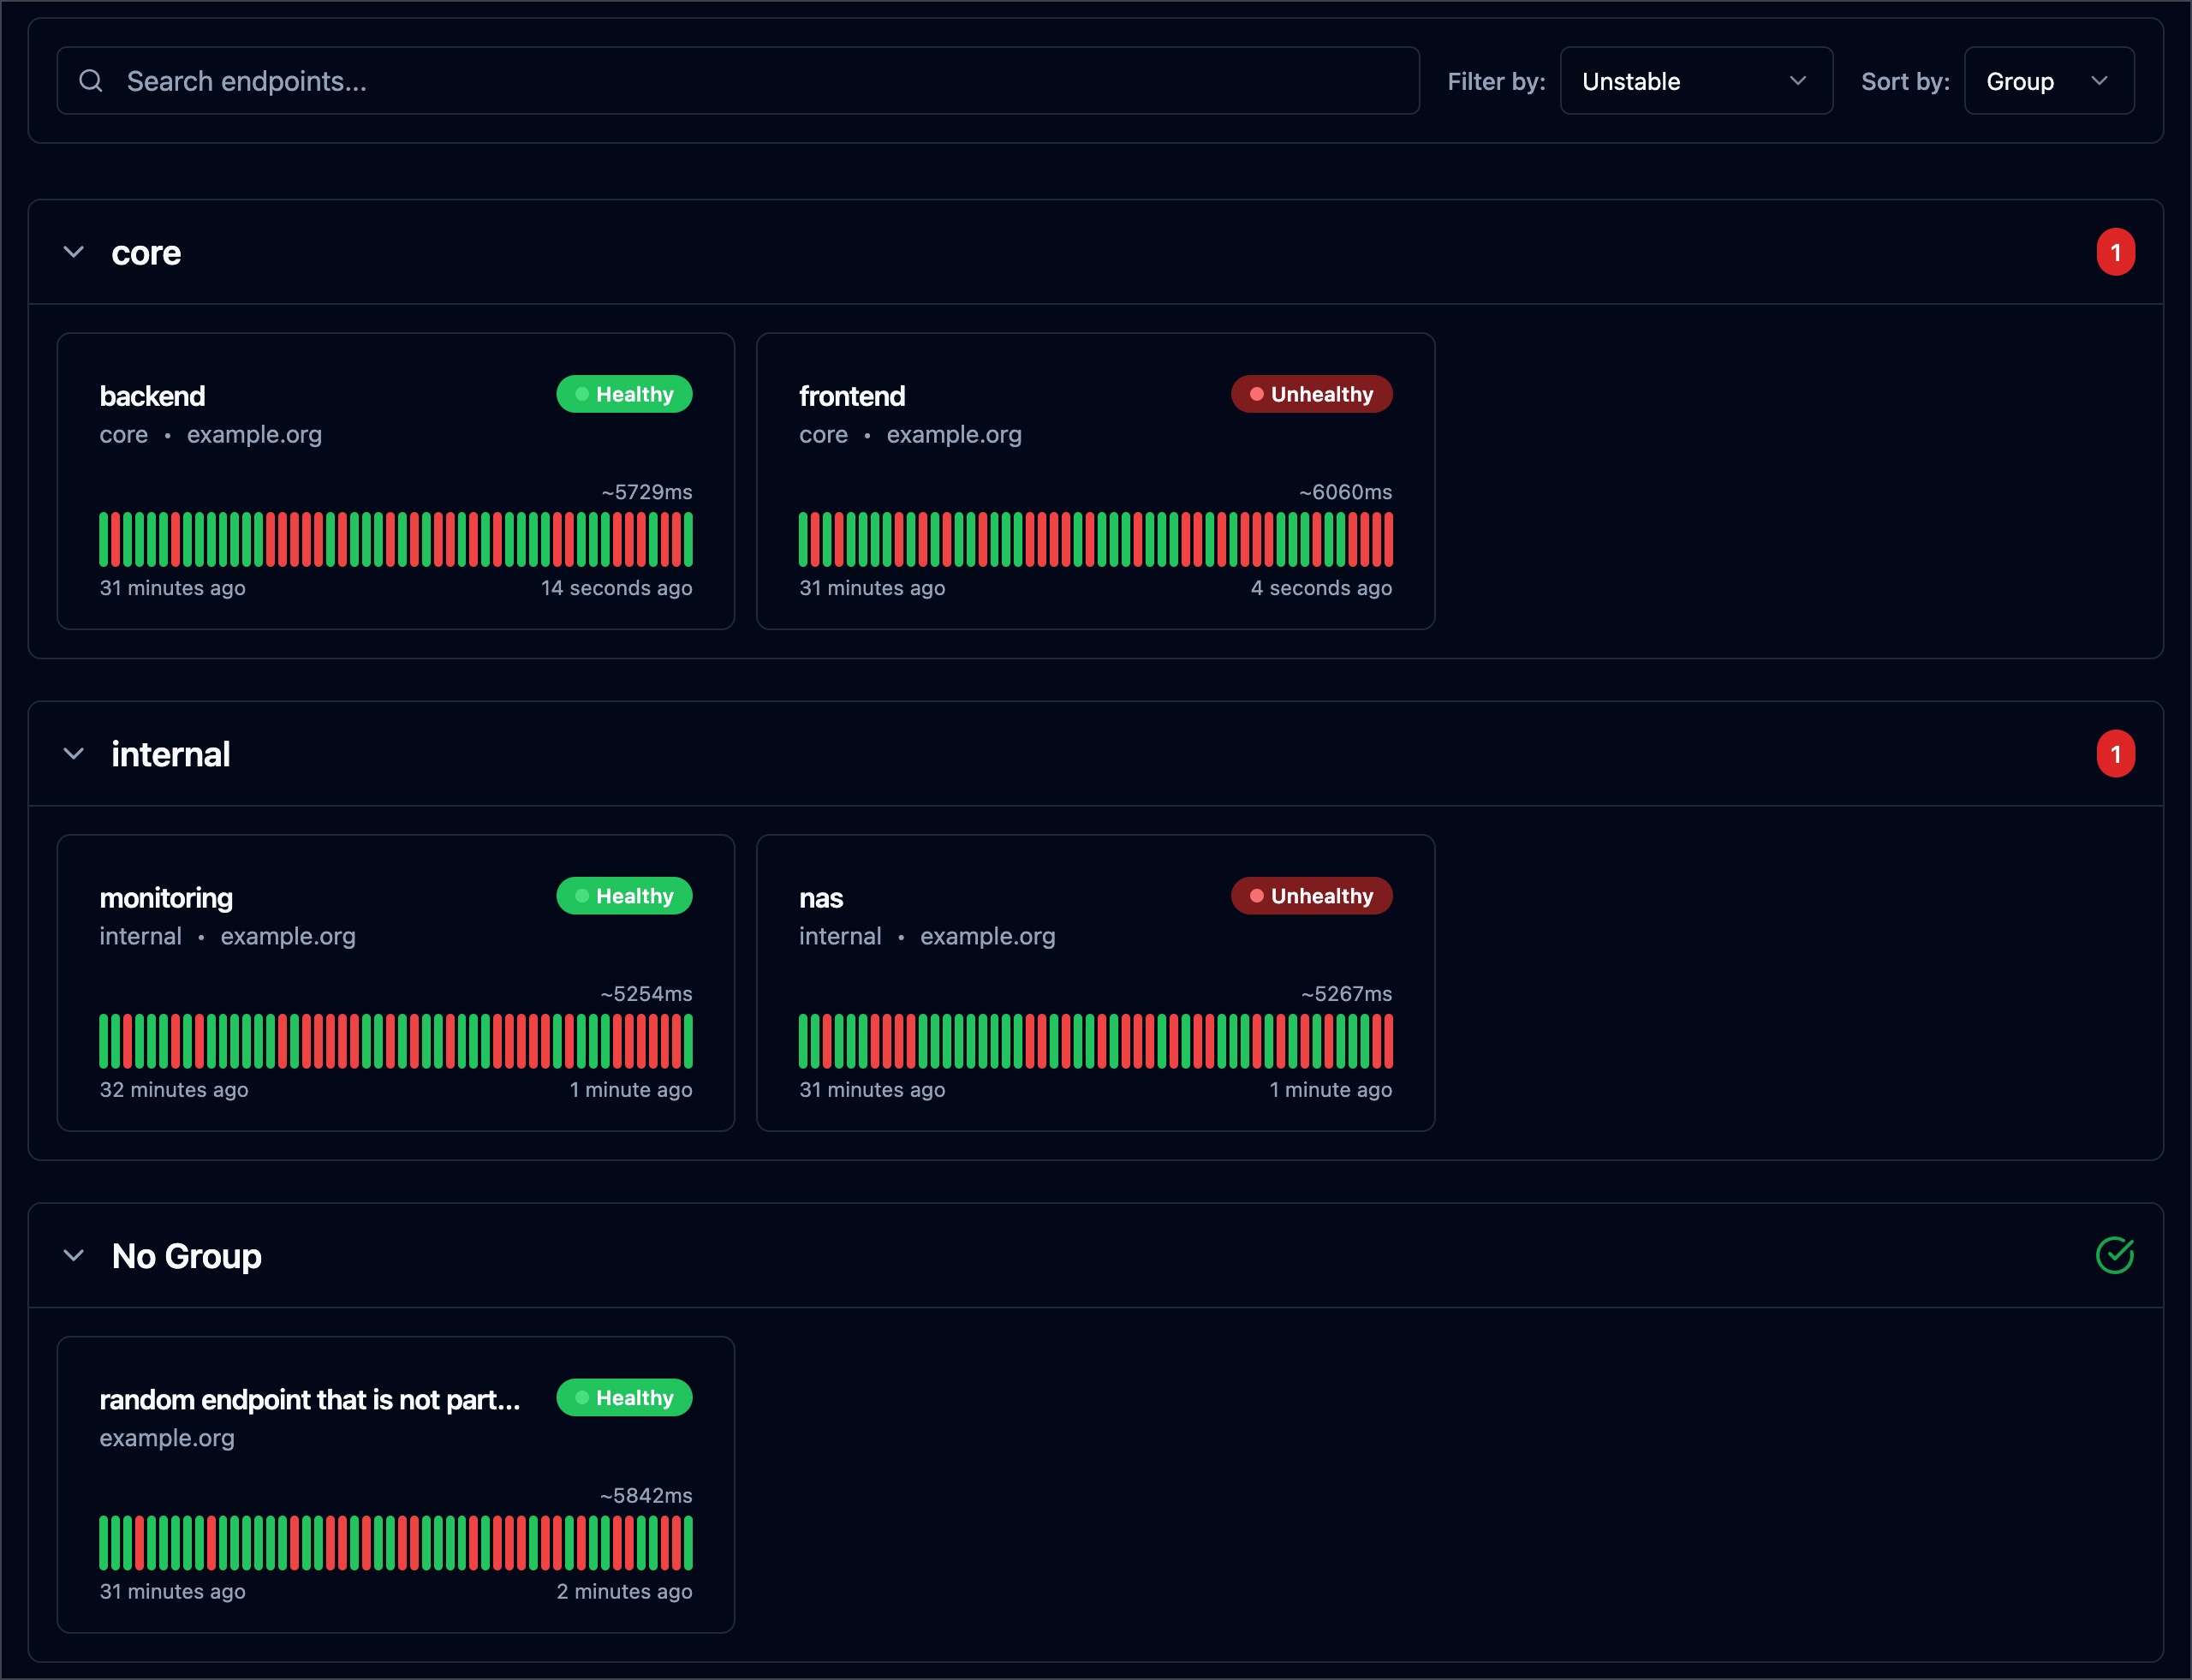 Search endpoints...
Filter by: Unstable Sort by: Group
core 1
backend Healthy
core • example.org
~5729ms
31 minutes ago 14 seconds ago
frontend Unhealthy
core • example.org
~6060ms
31 minutes ago 4 seconds ago
internal 1
monitoring Healthy
internal • example.org
~5254ms
32 minutes ago 1 minute ago
nas Unhealthy
internal • example.org
~5267ms
31 minutes ago 1 minute ago
No Group
random endpoint that is not part... Healthy
example.org
~5842ms
31 minutes ago 2 minutes ago